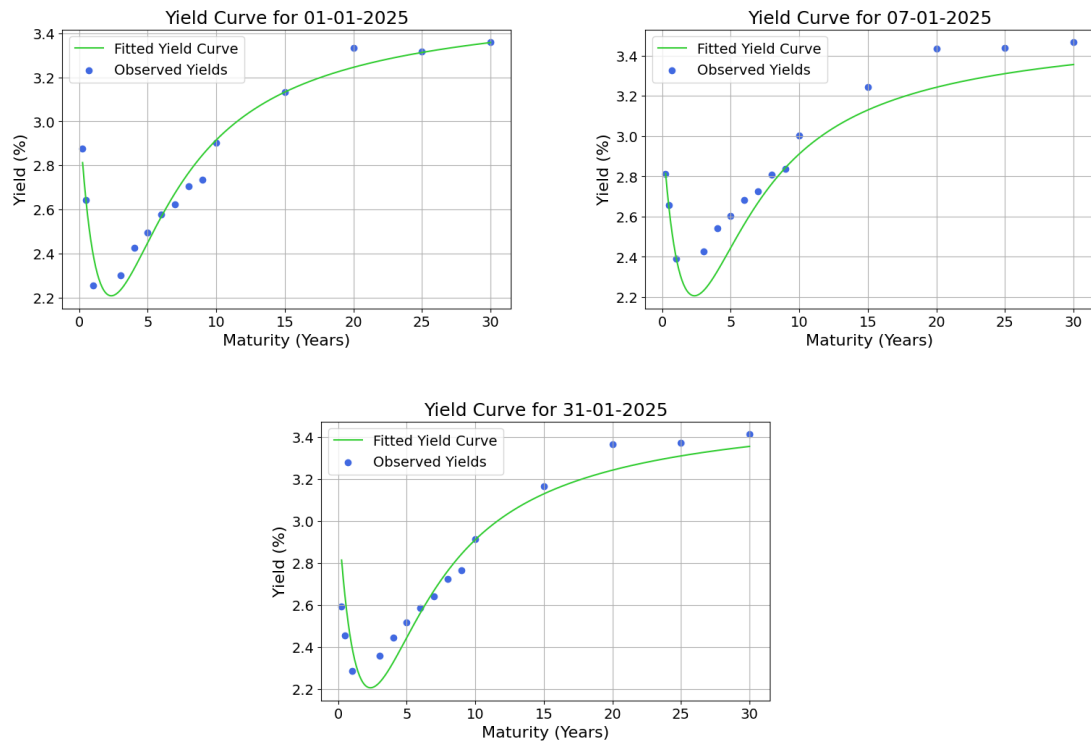 Yield Curve for 01-01-2025
Fitted Yield Curve
Observed Yields
Yield (%)
3.4
3.2
3.0
2.8
2.6
2.4
2.2
0 5 10 15 20 25 30
Maturity (Years)
Yield Curve for 07-01-2025
Fitted Yield Curve
Observed Yields
Yield (%)
3.4
3.2
3.0
2.8
2.6
2.4
2.2
0 5 10 15 20 25 30
Maturity (Years)
Yield Curve for 31-01-2025
Fitted Yield Curve
Observed Yields
Yield (%)
3.4
3.2
3.0
2.8
2.6
2.4
2.2
0 5 10 15 20 25 30
Maturity (Years)